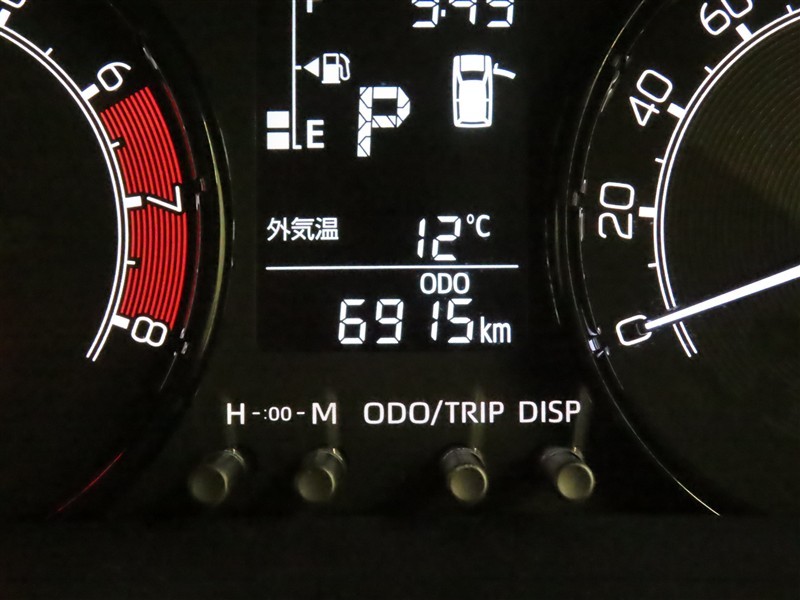 P
E
外気温 12°C
ODO
6915km
6
7
8
60
40
20
0
H -:00- M ODO/TRIP DISP